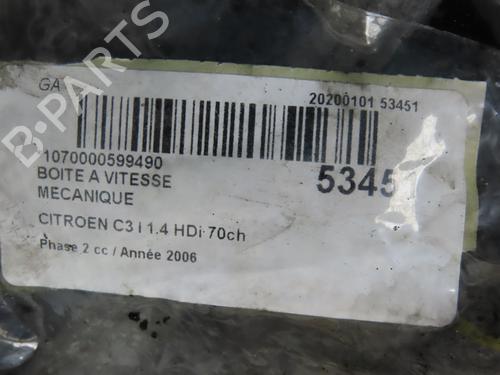 B-PARTS
GA
20200101 53451
1070000599490
BOITE A VITESSE
5345
MECANIQUE
CITROEN C3 I 1.4 HDi 70ch
Phase 2 cc / Année 2006